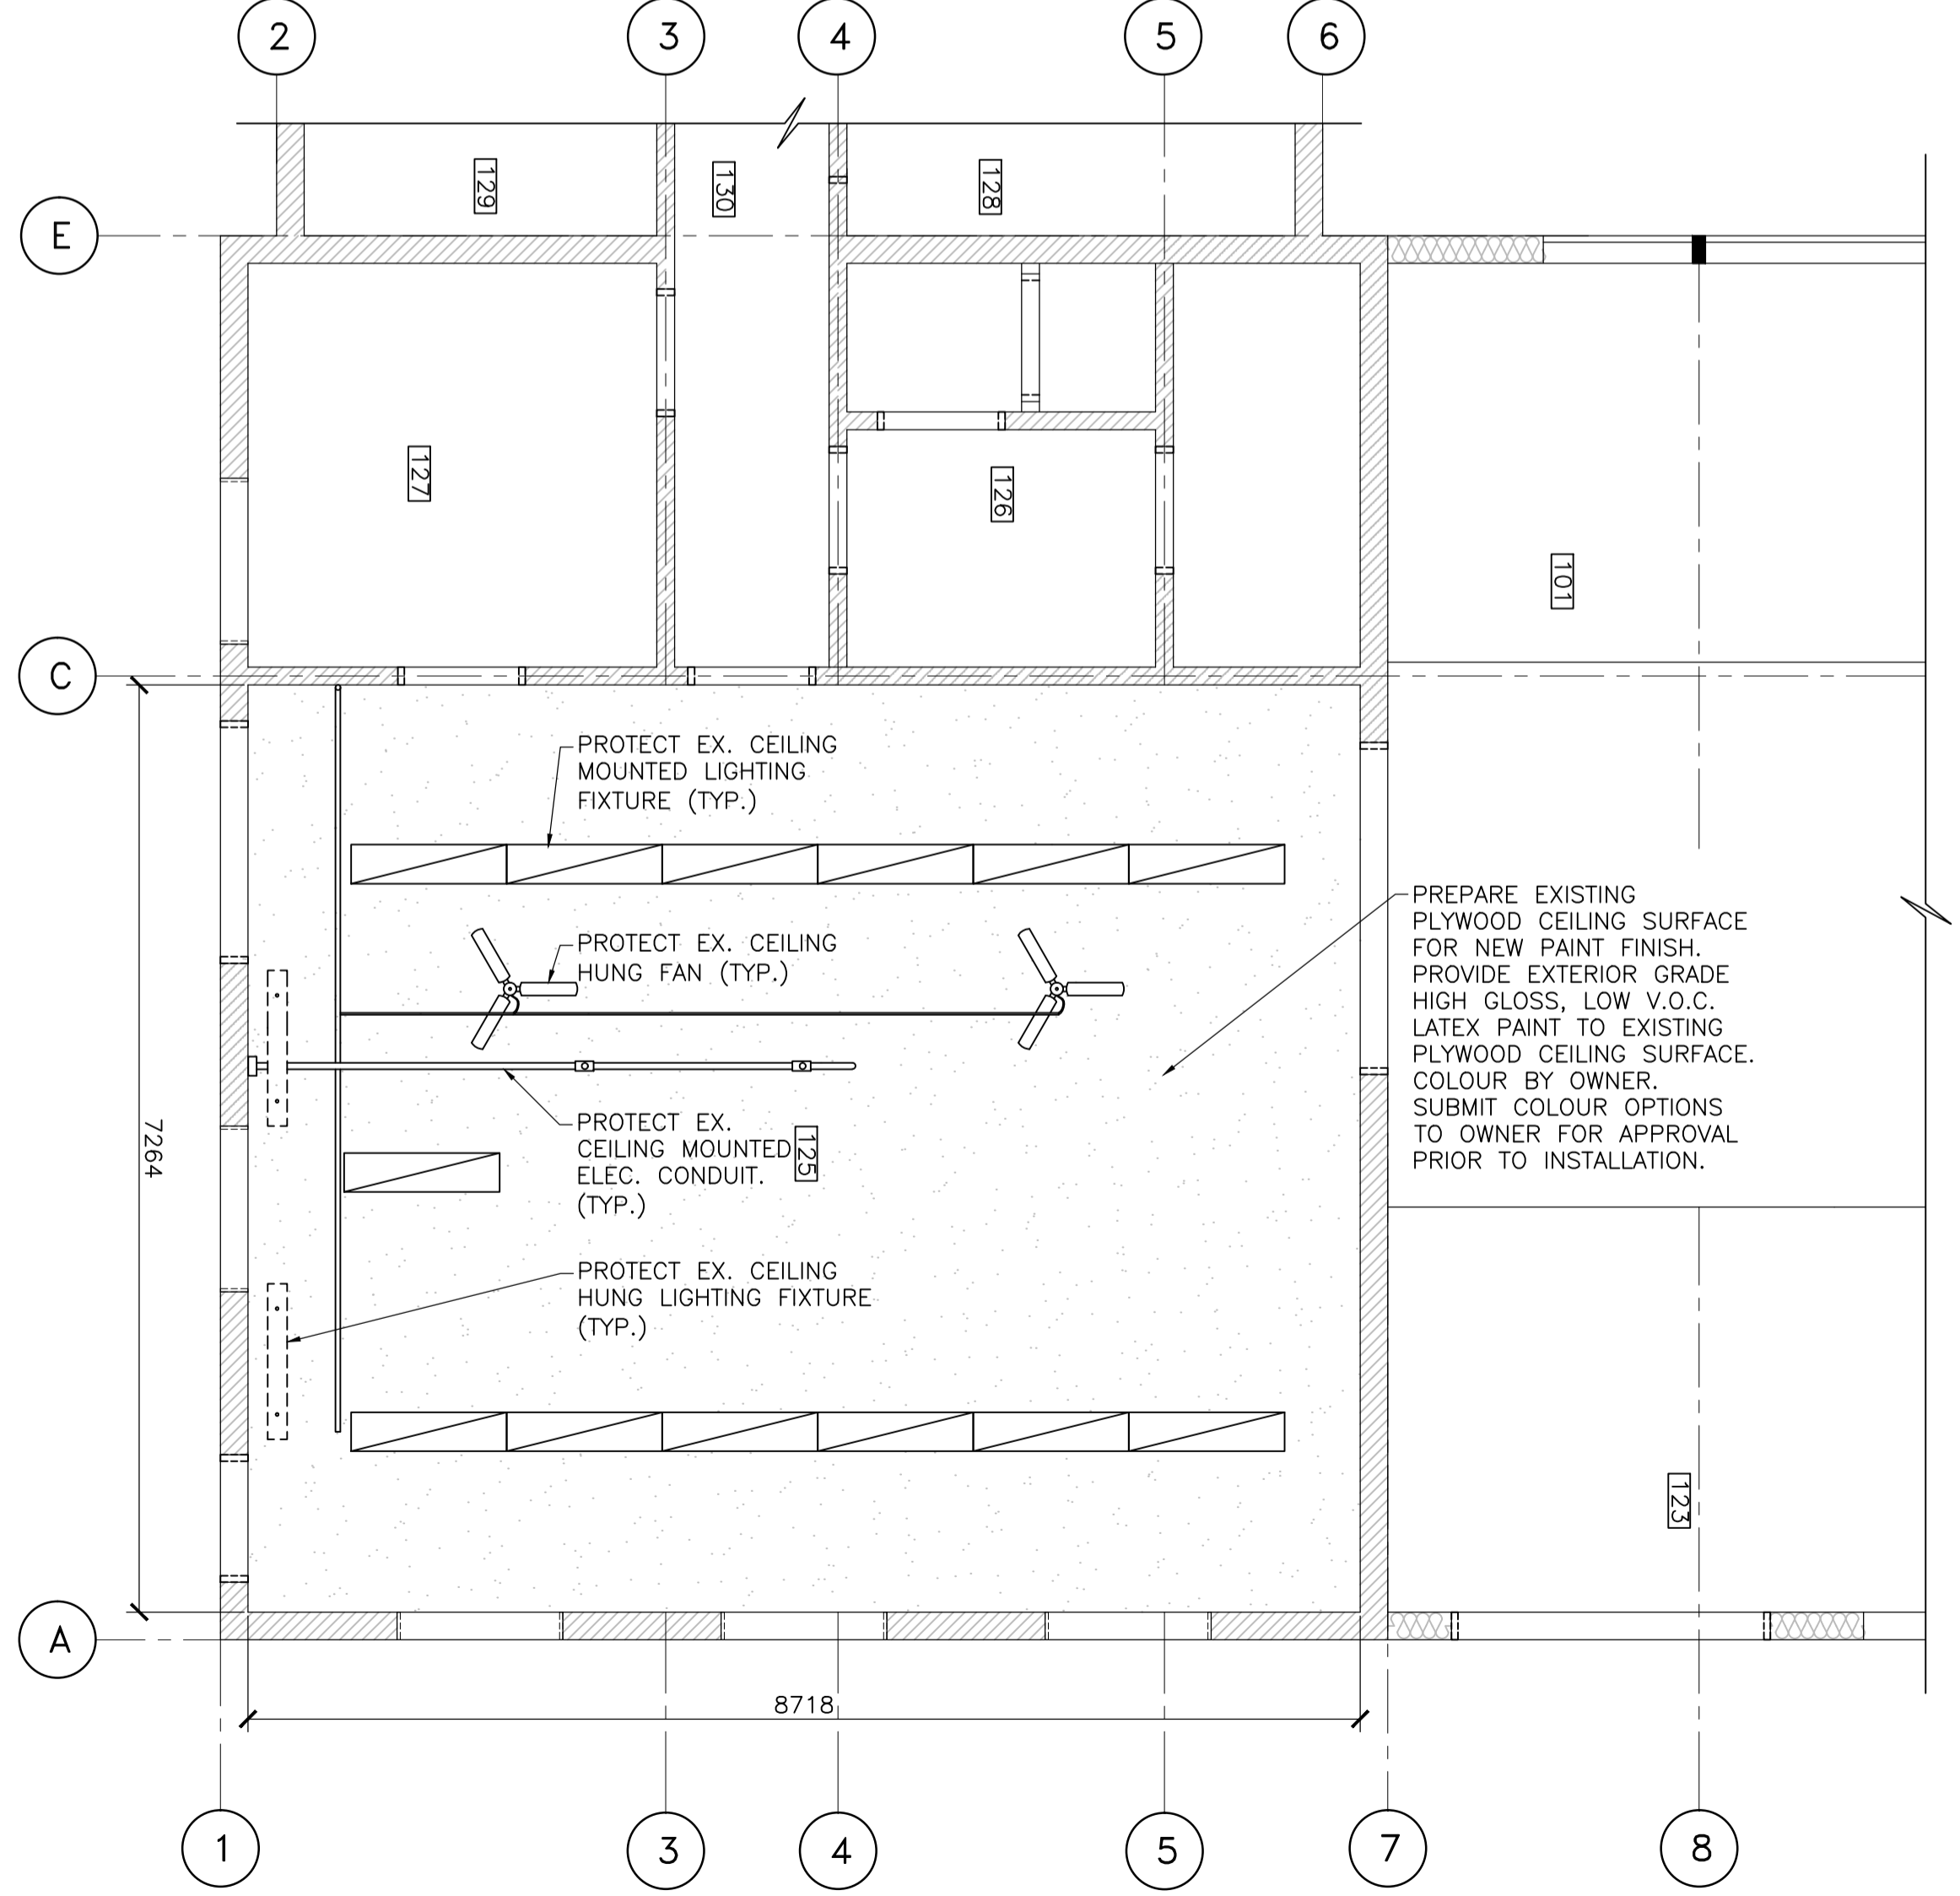 2
3
4
5
6
129
130
128
E
127
126
101
C
PROTECT EX. CEILING
MOUNTED LIGHTING
FIXTURE (TYP.)
PROTECT EX. CEILING
HUNG FAN (TYP.)
PREPARE EXISTING
PLYWOOD CEILING SURFACE
FOR NEW PAINT FINISH.
PROVIDE EXTERIOR GRADE
HIGH GLOSS, LOW V.O.C.
LATEX PAINT TO EXISTING
PLYWOOD CEILING SURFACE.
COLOUR BY OWNER.
SUBMIT COLOUR OPTIONS
TO OWNER FOR APPROVAL
PRIOR TO INSTALLATION.
PROTECT EX.
CEILING MOUNTED
ELEC. CONDUIT.
(TYP.)
125
7264
PROTECT EX. CEILING
HUNG LIGHTING FIXTURE
(TYP.)
123
A
8718
1
3
4
5
7
8